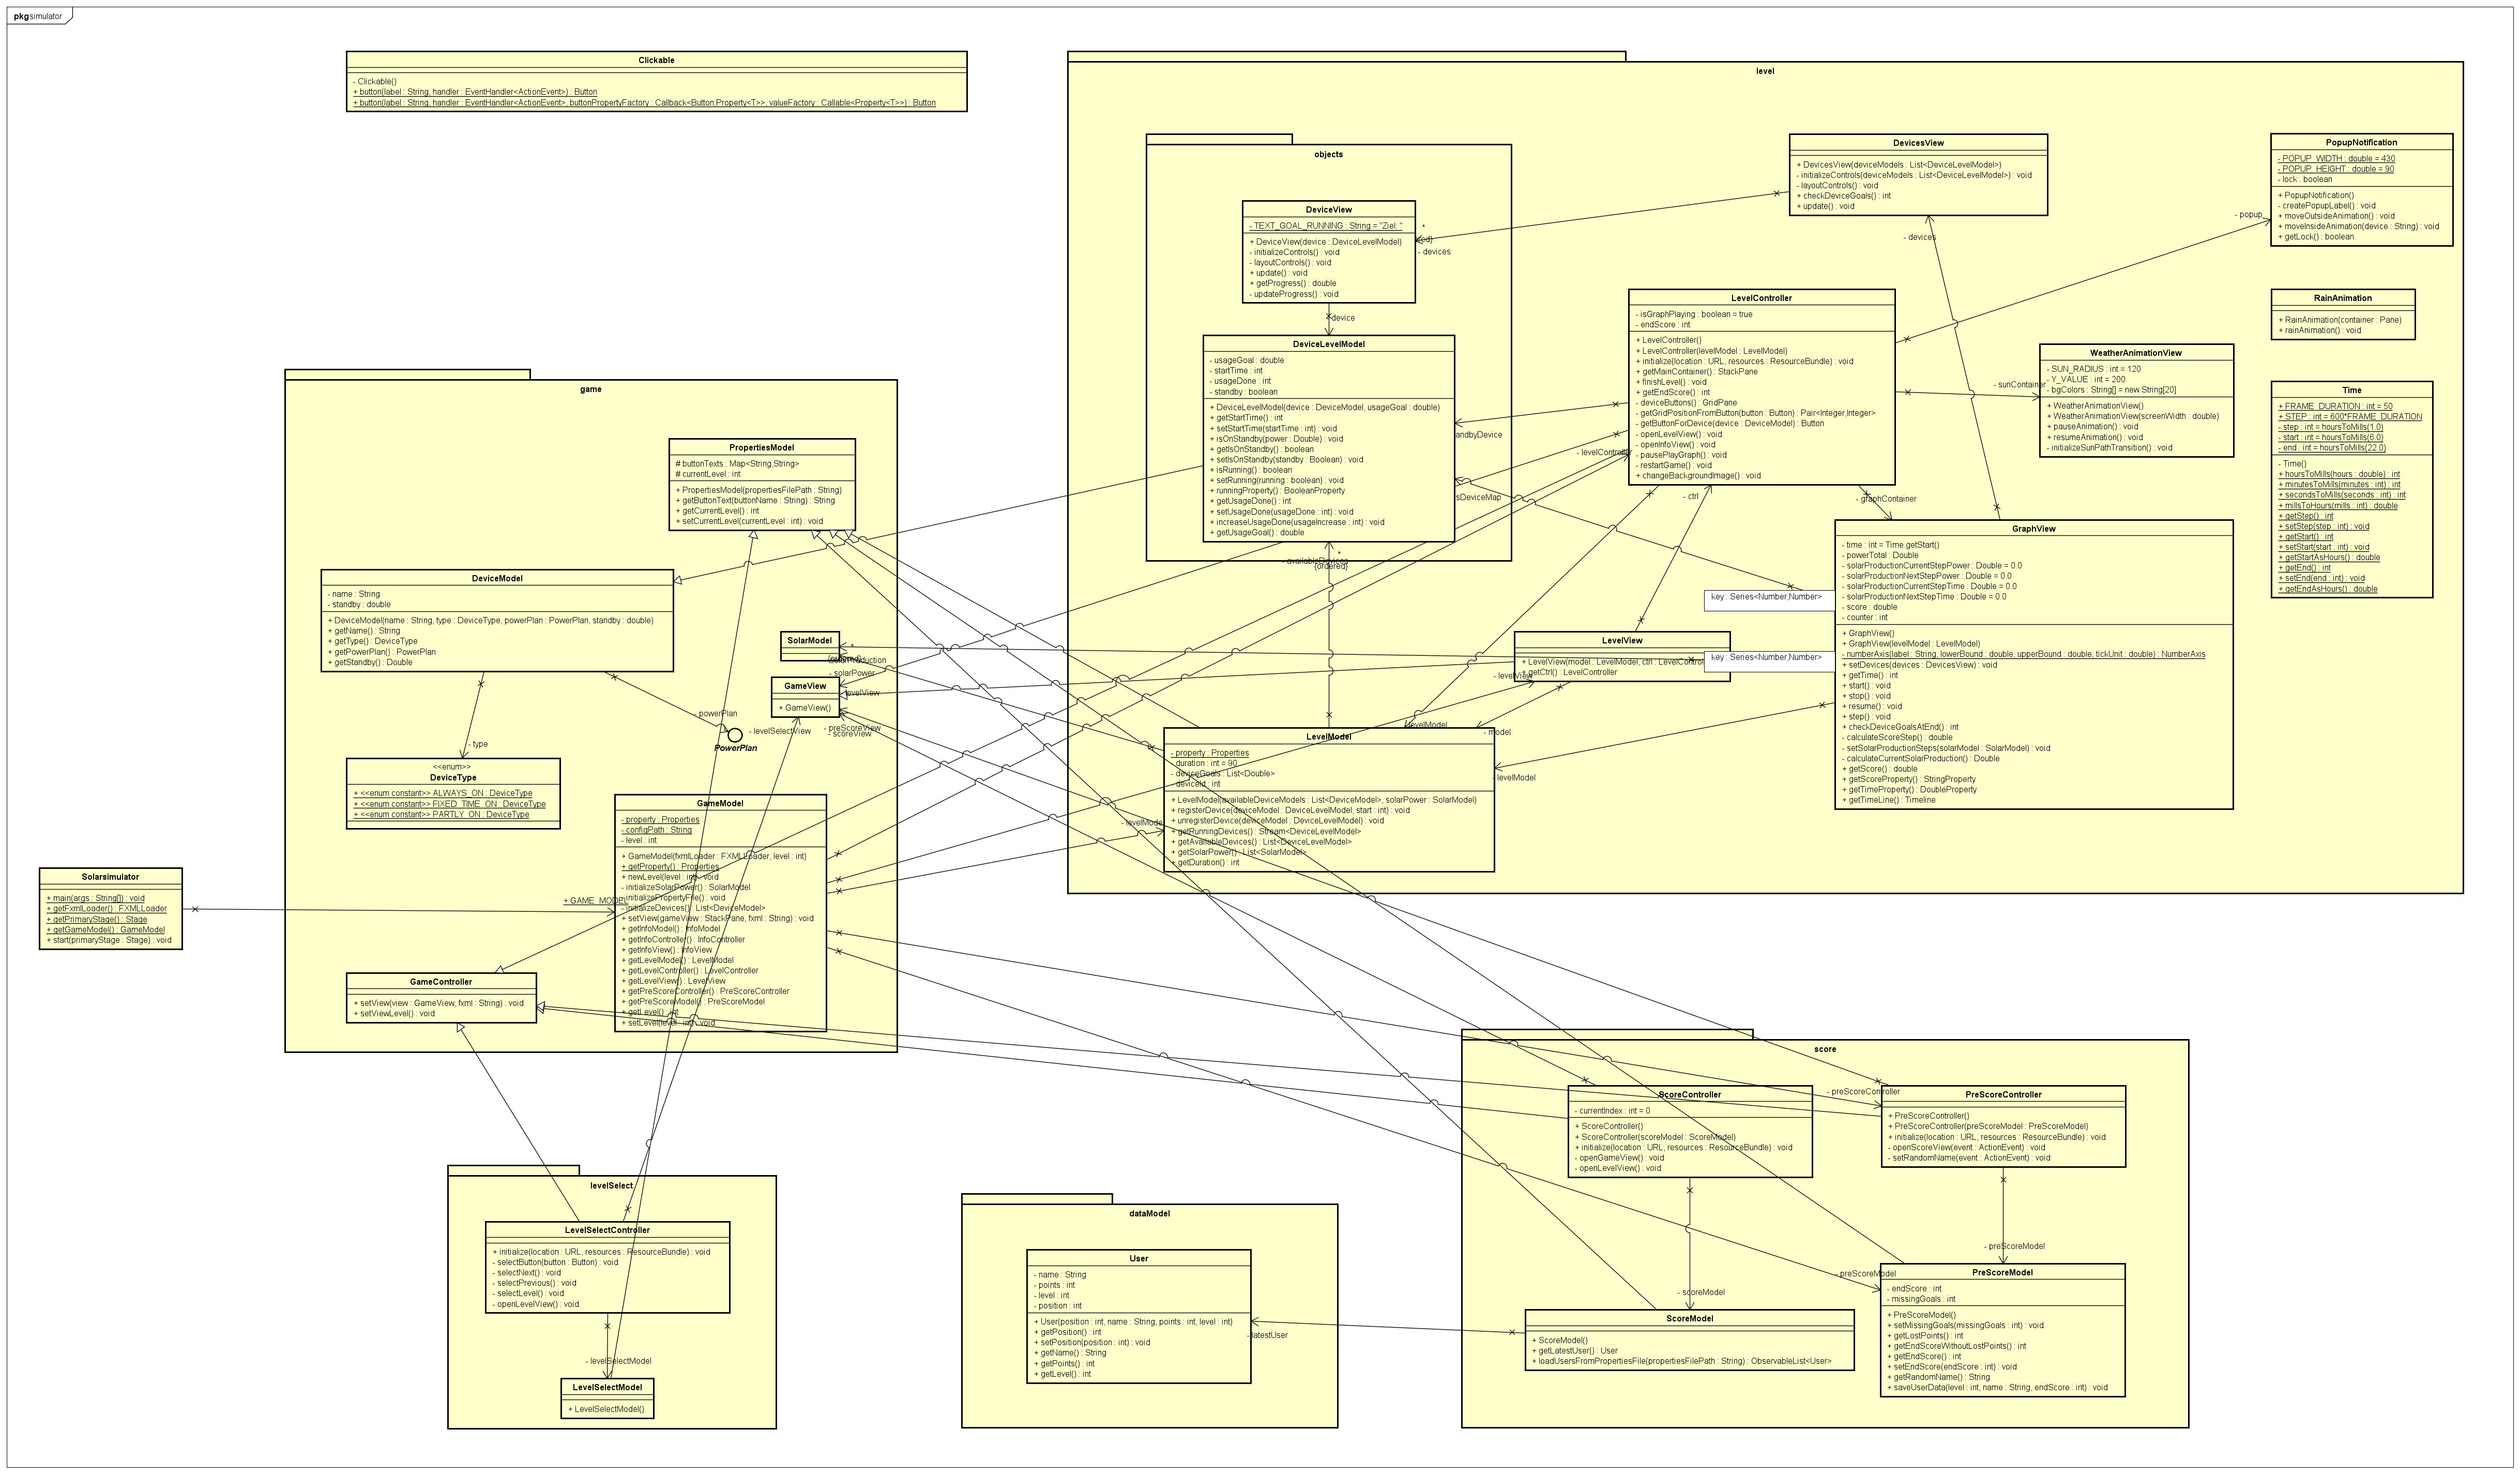 pkg simulator
Clickable
- Clickable()
+ button(label : String, handler : EventHandler<ActionEvent>) : Button
+ button(label : String, handler : EventHandler<ActionEvent>, buttonPropertyFactory : Callback<Button,Property<T>>, valueFactory : Callable<Property<T>>) : Button
level
objects
DeviceView
- TEXT_GOAL_RUNNING : String = "Ziel: "
+ DeviceView(device : DeviceLevelModel)
- initializeControls() : void
- layoutControls() : void
+ update() : void
+ getProgress() : double
- updateProgress() : void
*
- devices
device
DeviceLevelModel
- usageGoal : double
- startTime : int
- usageDone : int
- standby : boolean
+ DeviceLevelModel(device : DeviceModel, usageGoal : double)
+ getStartTime() : int
+ setStartTime(startTime : int) : void
+ isOnStandby(power : Double) : void
+ getIsOnStandby() : boolean
+ setIsOnStandby(standby : Boolean) : void
+ isRunning() : boolean
+ setRunning(running : boolean) : void
+ runningProperty() : BooleanProperty
+ getUsageDone() : int
+ setUsageDone(usageDone : int) : void
+ increaseUsageDone(usageIncrease : int) : void
+ getUsageGoal() : double
*
- availableDevices
{ordered}
DevicesView
+ DevicesView(deviceModels : List<DeviceLevelModel>)
- initializeControls(deviceModels : List<DeviceLevelModel>) : void
- layoutControls() : void
+ checkDeviceGoals() : int
+ update() : void
- devices
PopupNotification
- POPUP_WIDTH : double = 430
- POPUP_HEIGHT : double = 90
- lock : boolean
+ PopupNotification()
- createPopupLabel() : void
+ moveOutsideAnimation() : void
+ moveInsideAnimation(device : String) : void
+ getLock() : boolean
- popup
LevelController
- isGraphPlaying : boolean = true
- endScore : int
+ LevelController()
+ LevelController(levelModel : LevelModel)
+ initialize(location : URL, resources : ResourceBundle) : void
+ getMainContainer() : StackPane
+ finishLevel() : void
+ getEndScore() : int
- deviceButtons() : GridPane
- getGridPositionFromButton(button : Button) : Pair<Integer,Integer>
- getButtonForDevice(device : DeviceModel) : Button
- openLevelView() : void
- openInfoView() : void
- pausePlayGraph() : void
- restartGame() : void
+ changeBackgroundImage() : void
andbyDevice
- levelController
sDeviceMap
- ctrl
- graphContainer
- sunContainer
RainAnimation
+ RainAnimation(container : Pane)
+ rainAnimation() : void
WeatherAnimationView
- SUN_RADIUS : int = 120
- Y_VALUE : int = 200
- bgColors : String[] = new String[20]
+ WeatherAnimationView()
+ WeatherAnimationView(screenWidth : double)
+ pauseAnimation() : void
+ resumeAnimation() : void
- initializeSunPathTransition() : void
Time
+ FRAME_DURATION : int = 50
+ STEP : int = 600*FRAME_DURATION
- step : int = hoursToMills(1.0)
- start : int = hoursToMills(6.0)
- end : int = hoursToMills(22.0)
- Time()
+ hoursToMills(hours : double) : int
+ minutesToMills(minutes : int) : int
+ secondsToMills(seconds : int) : int
+ millsToHours(mills : int) : double
+ getStep() : int
+ setStep(step : int) : void
+ getStart() : int
+ setStart(start : int) : void
+ getStartAsHours() : double
+ getEnd() : int
+ setEnd(end : int) : void
+ getEndAsHours() : double
GraphView
- time : int = Time.getStart()
- powerTotal : Double
- solarProductionCurrentStepPower : Double = 0.0
- solarProductionNextStepPower : Double = 0.0
- solarProductionCurrentStepTime : Double = 0.0
- solarProductionNextStepTime : Double = 0.0
- score : double
- counter : int
+ GraphView()
+ GraphView(levelModel : LevelModel)
- numberAxis(label : String, lowerBound : double, upperBound : double, tickUnit : double) : NumberAxis
+ setDevices(devices : DevicesView) : void
+ getTime() : int
+ start() : void
+ stop() : void
+ resume() : void
+ step() : void
+ checkDeviceGoalsAtEnd() : int
- calculateScoreStep() : double
- setSolarProductionSteps(solarModel : SolarModel) : void
- calculateCurrentSolarProduction() : Double
+ getScore() : double
+ getScoreProperty() : StringProperty
+ getTimeProperty() : DoubleProperty
+ getTimeLine() : Timeline
key : Series<Number,Number>
key : Series<Number,Number>
LevelView
+ LevelView(model : LevelModel, ctrl : LevelContro
+ getCtrl() : LevelController
- levelView
- levelModel
- model
- levelModel
LevelModel
- property : Properties
- duration : int = 90
- deviceGoals : List<Double>
- deviceId : int
+ LevelModel(availableDeviceModels : List<DeviceModel>, solarPower : SolarModel)
+ registerDevice(deviceModel : DeviceLevelModel, start : int) : void
+ unregisterDevice(deviceModel : DeviceLevelModel) : void
+ getRunningDevices() : Stream<DeviceLevelModel>
+ getAvailableDevices() : List<DeviceLevelModel>
+ getSolarPower() : List<SolarModel>
+ getDuration() : int
- levelModel
game
PropertiesModel
# buttonTexts : Map<String,String>
# currentLevel : int
+ PropertiesModel(propertiesFilePath : String)
+ getButtonText(buttonName : String) : String
+ getCurrentLevel() : int
+ setCurrentLevel(currentLevel : int) : void
DeviceModel
- name : String
- standby : double
+ DeviceModel(name : String, type : DeviceType, powerPlan : PowerPlan, standby : double)
+ getName() : String
+ getType() : DeviceType
+ getPowerPlan() : PowerPlan
+ getStandby() : Double
SolarModel
*
- solarPower
GameView
+ GameView()
levelView
- powerPlan
PowerPlan
- levelSelectView
- preScoreView
- scoreView
- type
<<enum>>
DeviceType
+ <<enum constant>> ALWAYS_ON : DeviceType
+ <<enum constant>> FIXED_TIME_ON : DeviceType
+ <<enum constant>> PARTLY_ON : DeviceType
GameModel
- property : Properties
- configPath : String
- level : int
+ GameModel(fxmlLoader : FXMLLoader, level : int)
+ getProperty() : Properties
+ newLevel(level : int) : void
- initializeSolarPower() : SolarModel
- initializePropertyFile() : void
- initializeDevices() : List<DeviceModel>
+ setView(gameView : StackPane, fxml : String) : void
+ getInfoModel() : InfoModel
+ getInfoController() : InfoController
+ getInfoView() : InfoView
+ getLevelModel() : LevelModel
+ getLevelController() : LevelController
+ getLevelView() : LevelView
+ getPreScoreController() : PreScoreController
+ getPreScoreModel() : PreScoreModel
+ getLevel() : int
+ setLevel(level : int) : void
Solarsimulator
+ main(args : String[]) : void
+ getFxmlLoader() : FXMLLoader
+ getPrimaryStage() : Stage
+ getGameModel() : GameModel
+ start(primaryStage : Stage) : void
+ GAME_MODEL
GameController
+ setView(view : GameView, fxml : String) : void
+ setViewLevel() : void
score
ScoreController
- currentIndex : int = 0
+ ScoreController()
+ ScoreController(scoreModel : ScoreModel)
+ initialize(location : URL, resources : ResourceBundle) : void
- openGameView() : void
- openLevelView() : void
- preScoreController
PreScoreController
+ PreScoreController()
+ PreScoreController(preScoreModel : PreScoreModel)
+ initialize(location : URL, resources : ResourceBundle) : void
- openScoreView(event : ActionEvent) : void
- setRandomName(event : ActionEvent) : void
- preScoreModel
- preScoreModel
- scoreModel
PreScoreModel
- endScore : int
- missingGoals : int
+ PreScoreModel()
+ setMissingGoals(missingGoals : int) : void
+ getLostPoints() : int
+ getEndScoreWithoutLostPoints() : int
+ getEndScore() : int
+ setEndScore(endScore : int) : void
+ getRandomName() : String
+ saveUserData(level : int, name : String, endScore : int) : void
ScoreModel
+ ScoreModel()
+ getLatestUser() : User
+ loadUsersFromPropertiesFile(propertiesFilePath : String) : ObservableList<User>
- latestUser
levelSelect
LevelSelectController
+ initialize(location : URL, resources : ResourceBundle) : void
- selectButton(button : Button) : void
- selectNext() : void
- selectPrevious() : void
- selectLevel() : void
- openLevelView() : void
- levelSelectModel
LevelSelectModel
+ LevelSelectModel()
dataModel
User
- name : String
- points : int
- level : int
- position : int
+ User(position : int, name : String, points : int, level : int)
+ getPosition() : int
+ setPosition(position : int) : void
+ getName() : String
+ getPoints() : int
+ getLevel() : int